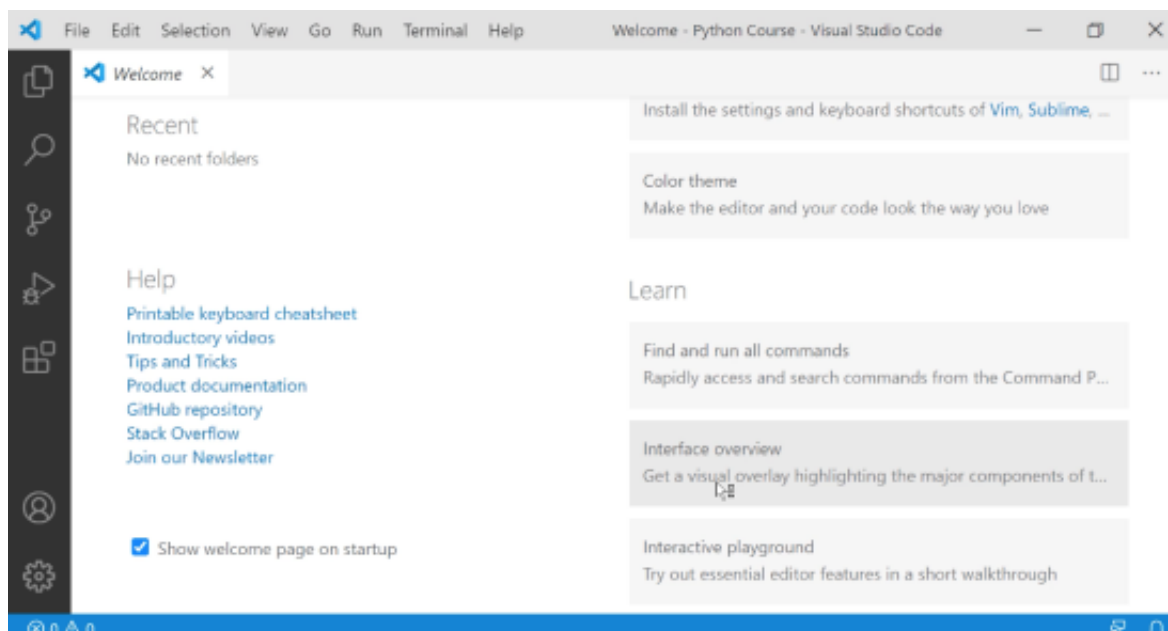 File Edit Selection View Go Run Terminal Help Welcome - Python Course - Visual Studio Code
Welcome
Recent
No recent folders
Help
Printable keyboard cheatsheet
Introductory videos
Tips and Tricks
Product documentation
GitHub repository
Stack Overflow
Join our Newsletter
Show welcome page on startup
Install the settings and keyboard shortcuts of Vim, Sublime, ...
Color theme
Make the editor and your code look the way you love
Learn
Find and run all commands
Rapidly access and search commands from the Command P...
Interface overview
Get a visual overlay highlighting the major components of t...
Interactive playground
Try out essential editor features in a short walkthrough
0 0